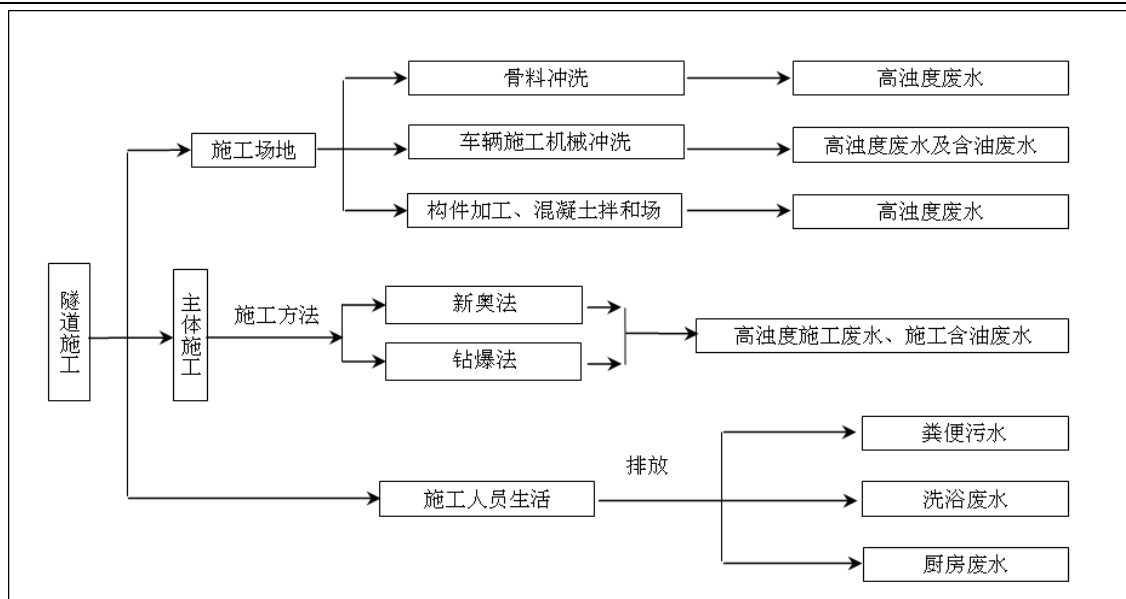 骨料冲洗
高浊度废水
施工场地
车辆施工机械冲洗
高浊度废水及含油废水
构件加工、混凝土拌和场
高浊度废水
隧道施工
主体施工
施工方法
新奥法
钻爆法
高浊度施工废水、施工含油废水
施工人员生活
排放
粪便污水
洗浴废水
厨房废水